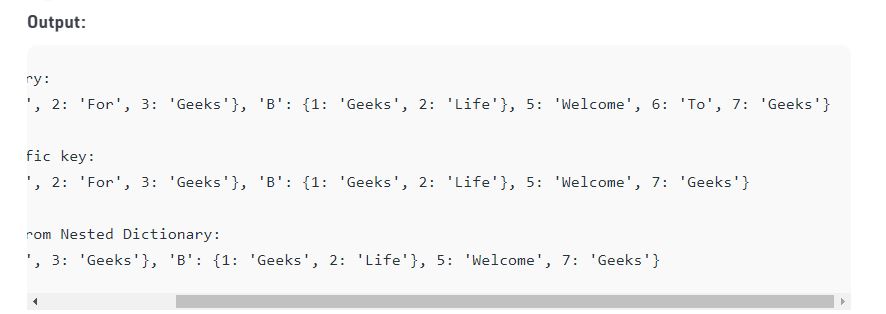 Output:
ry:
', 2: 'For', 3: 'Geeks'}, 'B': {1: 'Geeks', 2: 'Life'}, 5: 'Welcome', 6: 'To', 7: 'Geeks'}
fic key:
', 2: 'For', 3: 'Geeks'}, 'B': {1: 'Geeks', 2: 'Life'}, 5: 'Welcome', 7: 'Geeks'}
rom Nested Dictionary:
', 3: 'Geeks'}, 'B': {1: 'Geeks', 2: 'Life'}, 5: 'Welcome', 7: 'Geeks'}